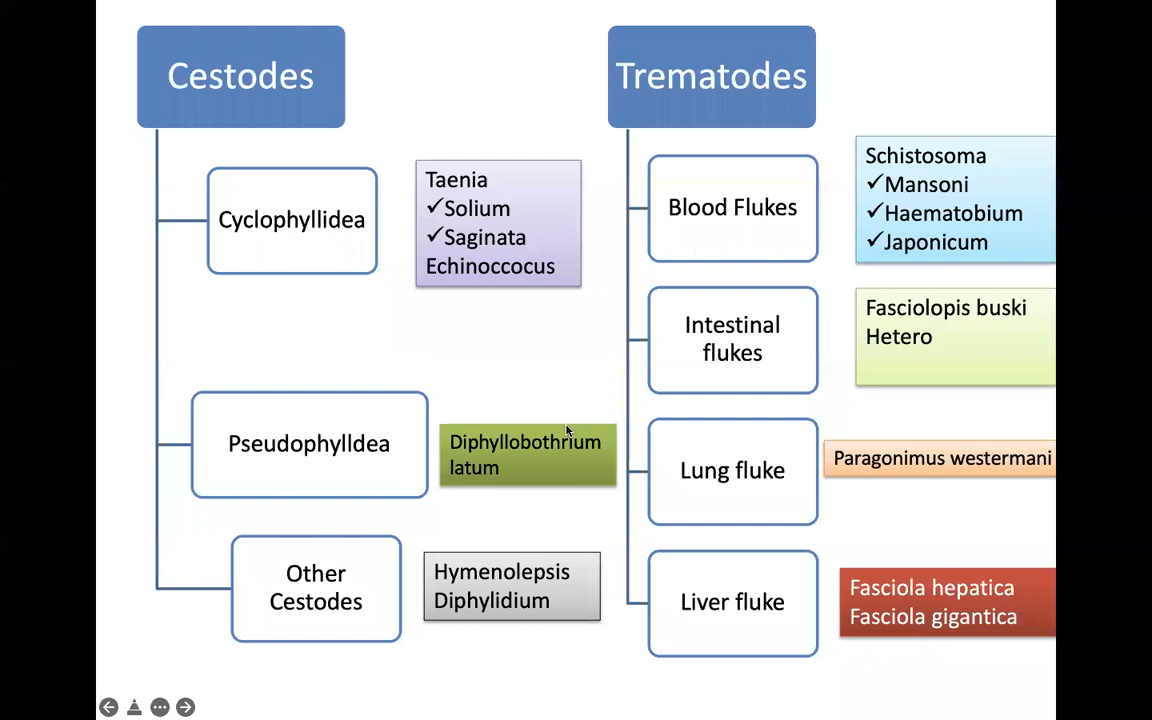 Cestodes
Cyclophyllidea
Taenia
✓Solium
✓Saginata
Echinoccocus
Pseudophylldea
Diphyllobothrium
latum
Other
Cestodes
Hymenolepsis
Diphylidium
Trematodes
Blood Flukes
Schistosoma
✓Mansoni
✓Haematobium
✓Japonicum
Intestinal
flukes
Fasciolopis buski
Hetero
Lung fluke
Paragonimus westermani
Liver fluke
Fasciola hepatica
Fasciola gigantica